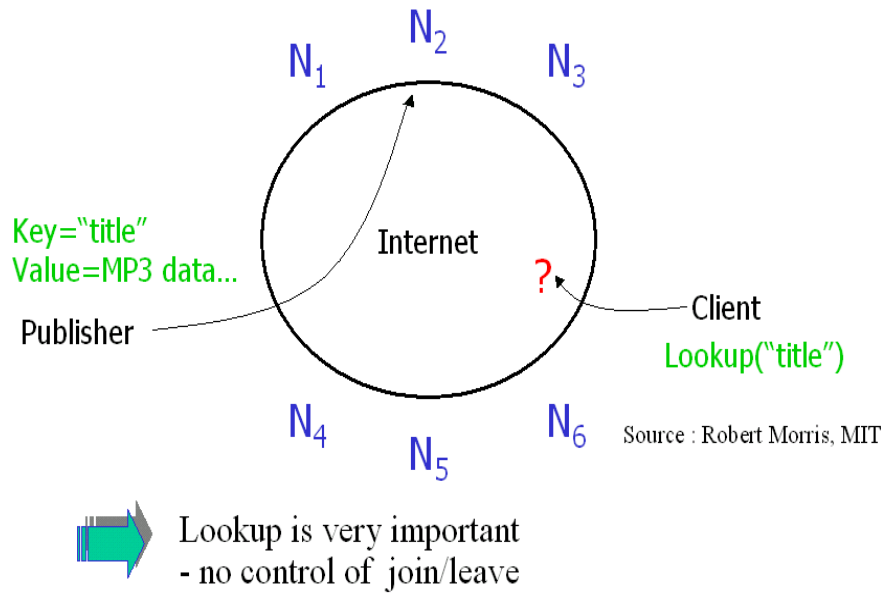 N2
N1
N3
Key=“title”
Value=MP3 data...
Internet
?
Publisher
Client
Lookup(“title”)
N4
N5
N6
Source : Robert Morris, MIT
Lookup is very important
- no control of join/leave